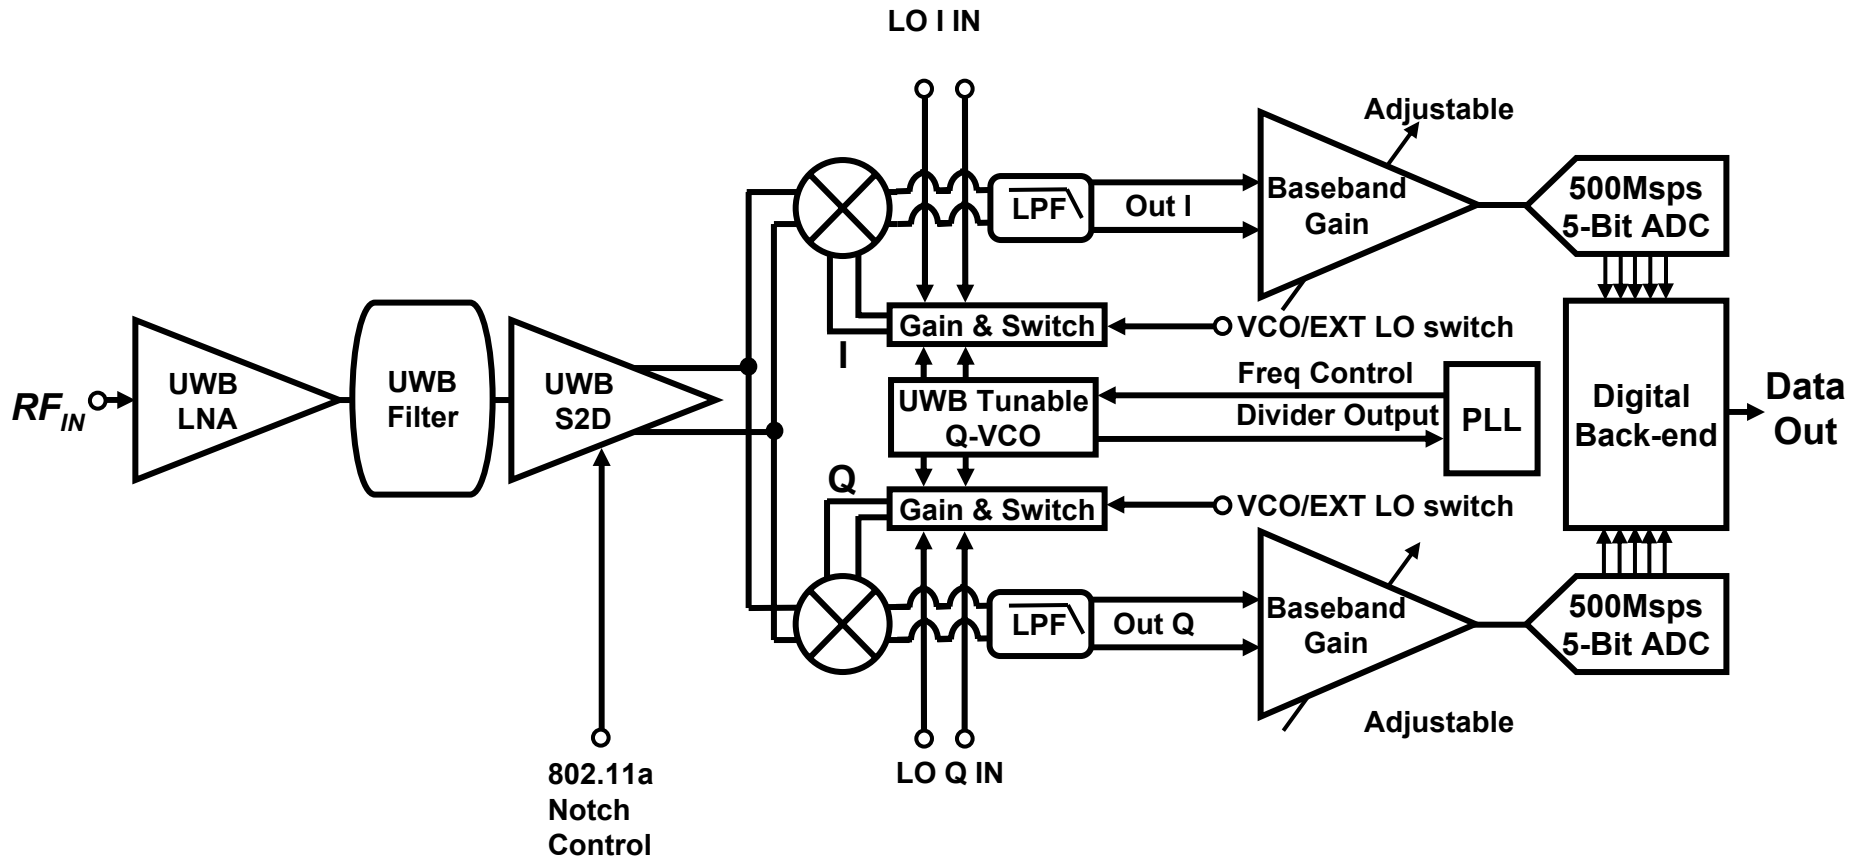 LO I IN
Adjustable
500Msps
5-Bit ADC
Baseband
Gain
LPF
Out I
Gain & Switch
VCO/EXT LO switch
I
RF_IN
UWB
LNA
UWB
Filter
UWB
S2D
UWB Tunable
Q-VCO
Freq Control
Divider Output
PLL
Digital
Back-end
Data
Out
Q
Gain & Switch
VCO/EXT LO switch
LPF
Out Q
Baseband
Gain
500Msps
5-Bit ADC
Adjustable
LO Q IN
802.11a
Notch
Control